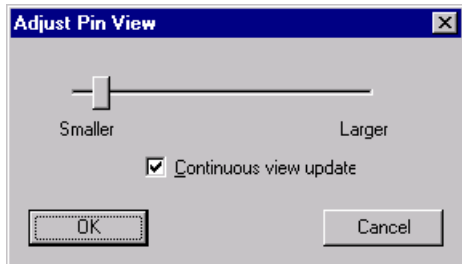 Adjust Pin View
Smaller Larger
Continuous view update
OK Cancel